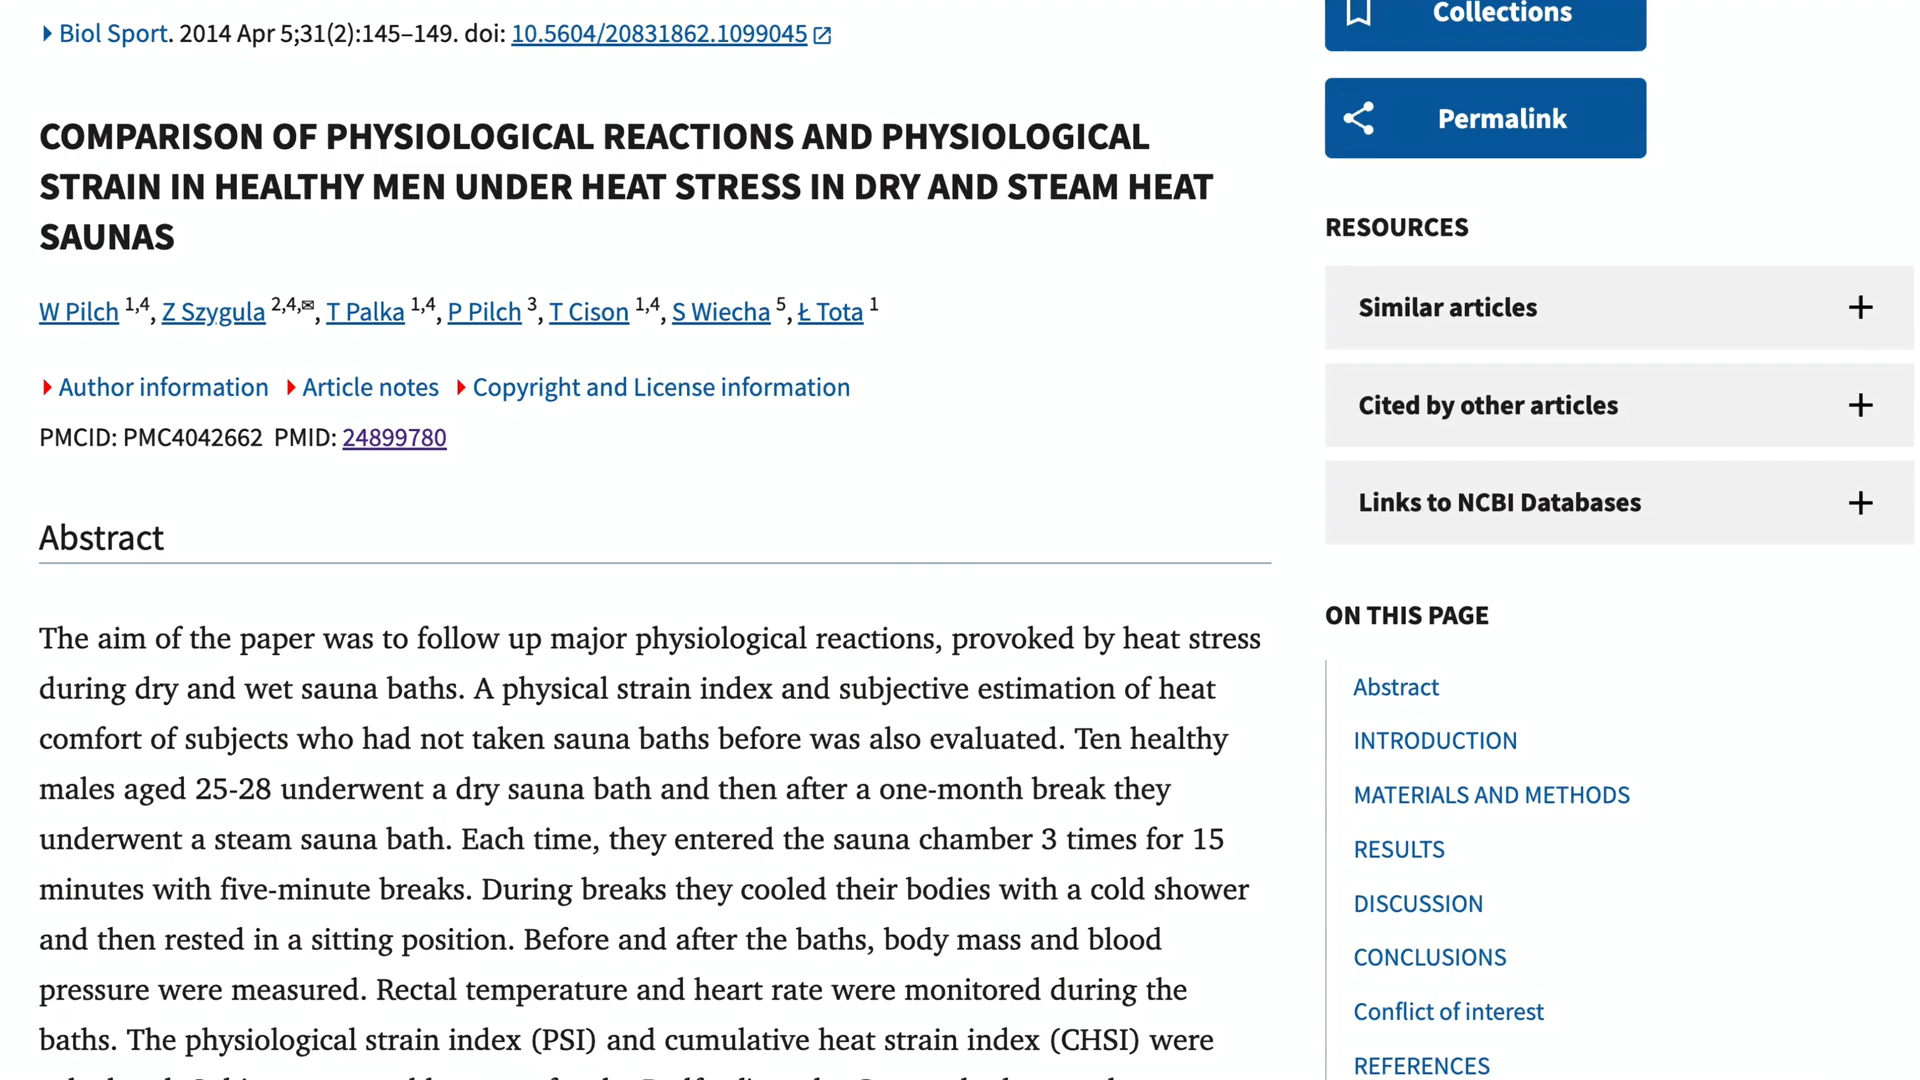 Biol Sport. 2014 Apr 5;31(2):145–149. doi: 10.5604/20831862.1099045
COMPARISON OF PHYSIOLOGICAL REACTIONS AND PHYSIOLOGICAL
STRAIN IN HEALTHY MEN UNDER HEAT STRESS IN DRY AND STEAM HEAT
SAUNAS
W Pilch 1,4, Z Szygula 2,4,✉, T Palka 1,4, P Pilch 3, T Cison 1,4, S Wiecha 5, Ł Tota 1
Author information Article notes Copyright and License information
PMCID: PMC4042662 PMID: 24899780
Abstract
The aim of the paper was to follow up major physiological reactions, provoked by heat stress
during dry and wet sauna baths. A physical strain index and subjective estimation of heat
comfort of subjects who had not taken sauna baths before was also evaluated. Ten healthy
males aged 25-28 underwent a dry sauna bath and then after a one-month break they
underwent a steam sauna bath. Each time, they entered the sauna chamber 3 times for 15
minutes with five-minute breaks. During breaks they cooled their bodies with a cold shower
and then rested in a sitting position. Before and after the baths, body mass and blood
pressure were measured. Rectal temperature and heart rate were monitored during the
baths. The physiological strain index (PSI) and cumulative heat strain index (CHSI) were
Collections
Permalink
RESOURCES
Similar articles
Cited by other articles
Links to NCBI Databases
ON THIS PAGE
Abstract
INTRODUCTION
MATERIALS AND METHODS
RESULTS
DISCUSSION
CONCLUSIONS
Conflict of interest
REFERENCES